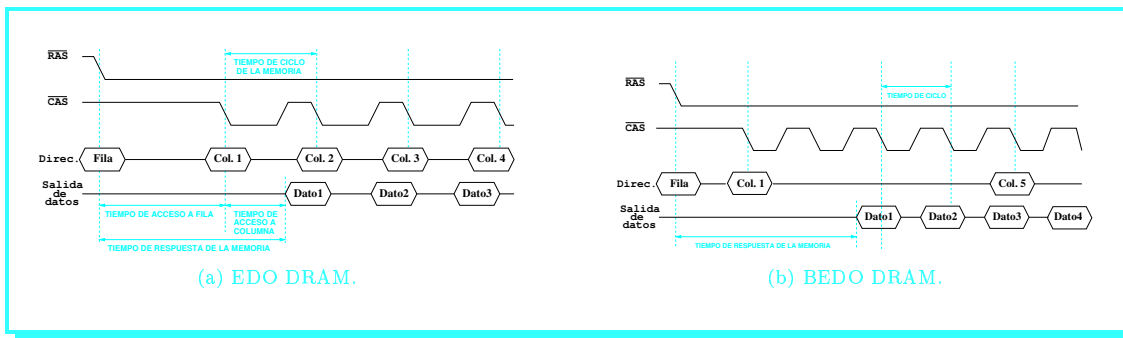 RAS
TIEMPO DE CICLO
DE LA MEMORIA
CAS
Direc.
Fila
Col. 1
Col. 2
Col. 3
Col. 4
Salida
de
datos
Dato1
Dato2
Dato3
TIEMPO DE ACCESO A FILA
TIEMPO DE
ACCESO A
COLUMNA
TIEMPO DE RESPUESTA DE LA MEMORIA
(a) EDO DRAM.
RAS
TIEMPO DE CICLO
CAS
Direc.
Fila
Col. 1
Col. 5
Salida
de
datos
Dato1
Dato2
Dato3
Dato4
TIEMPO DE RESPUESTA DE LA MEMORIA
(b) BEDO DRAM.